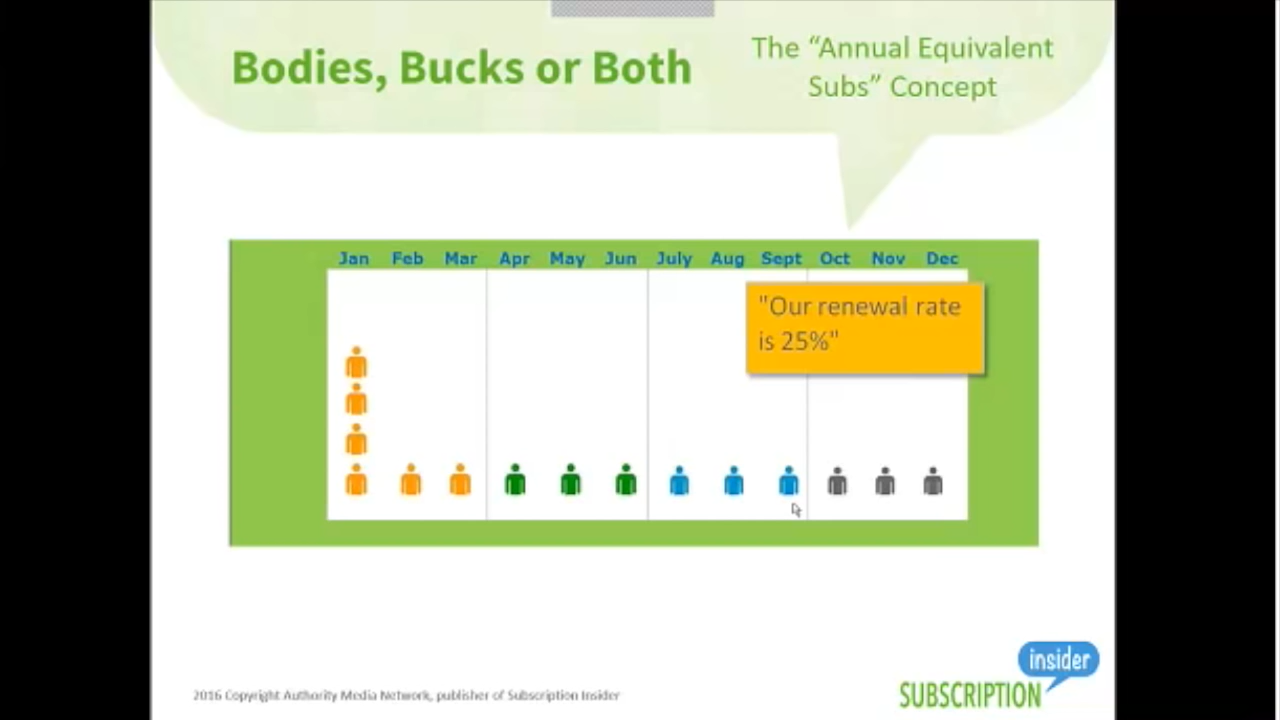 Bodies, Bucks or Both
The “Annual Equivalent
Subs” Concept
Jan Feb Mar Apr May Jun July Aug Sept Oct Nov Dec
"Our renewal rate
is 25%"
2016 Copyright Authority Media Network, publisher of Subscription Insider
insider
SUBSCRIPTION